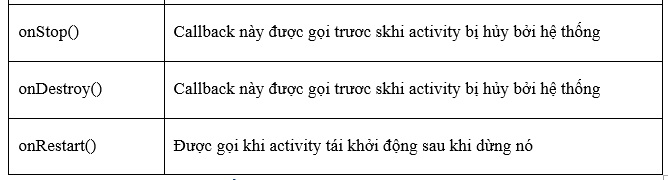 onStop() Callback này được gọi trươc skhi activity bị hủy bởi hệ thống
onDestroy() Callback này được gọi trươc skhi activity bị hủy bởi hệ thống
onRestart() Được gọi khi activity tái khởi động sau khi dừng nó